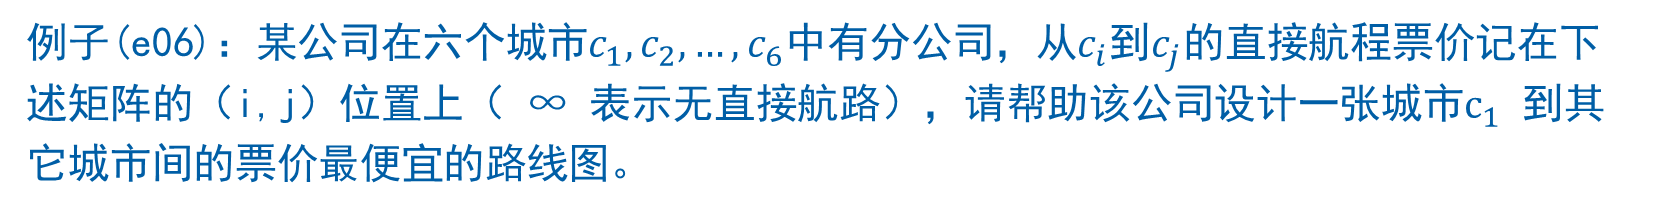 例子(e06)：某公司在六个城市c₁,c₂,…,c₆中有分公司，从cᵢ到cⱼ的直接航程票价记在下
述矩阵的（i,j）位置上（ ∞ 表示无直接航路），请帮助该公司设计一张城市c₁ 到其
它城市间的票价最便宜的路线图。